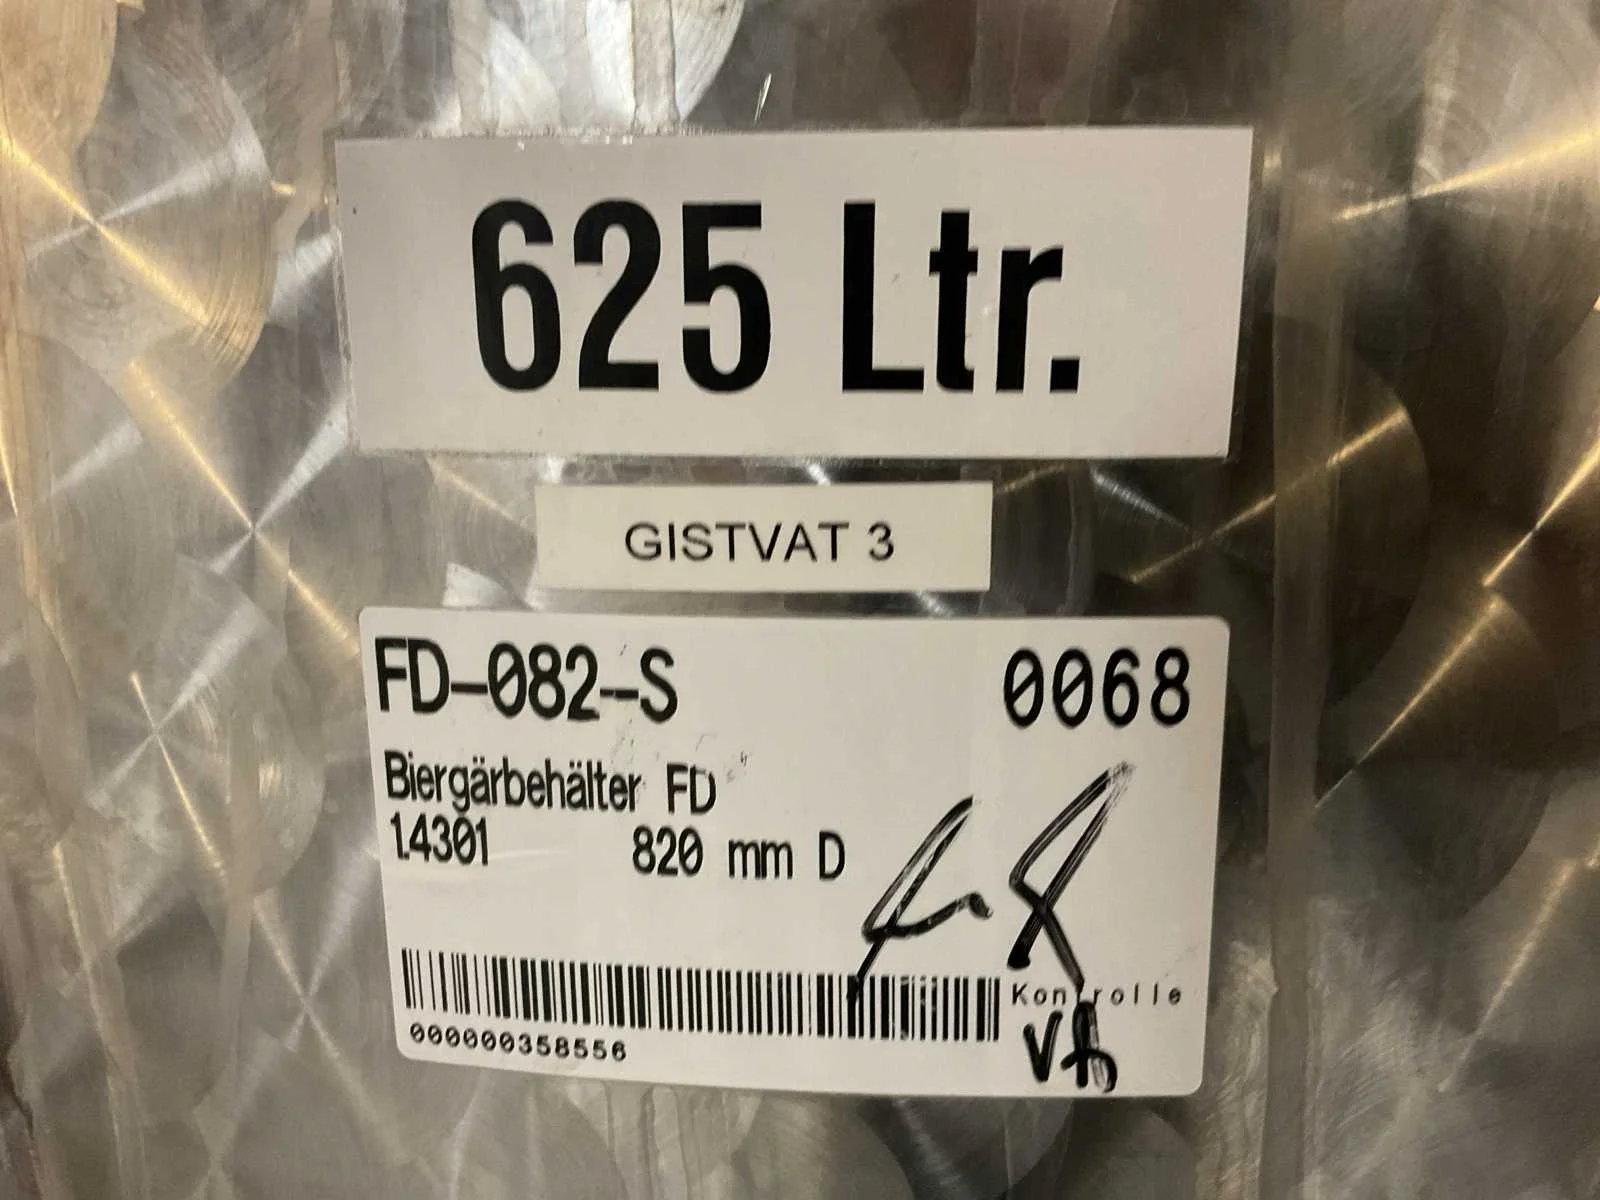 625 Ltr.
GISTVAT 3
FD-082-S 0068
Biergärbehälter FD
1.4301 820 mm D
Kontrolle
000000358556